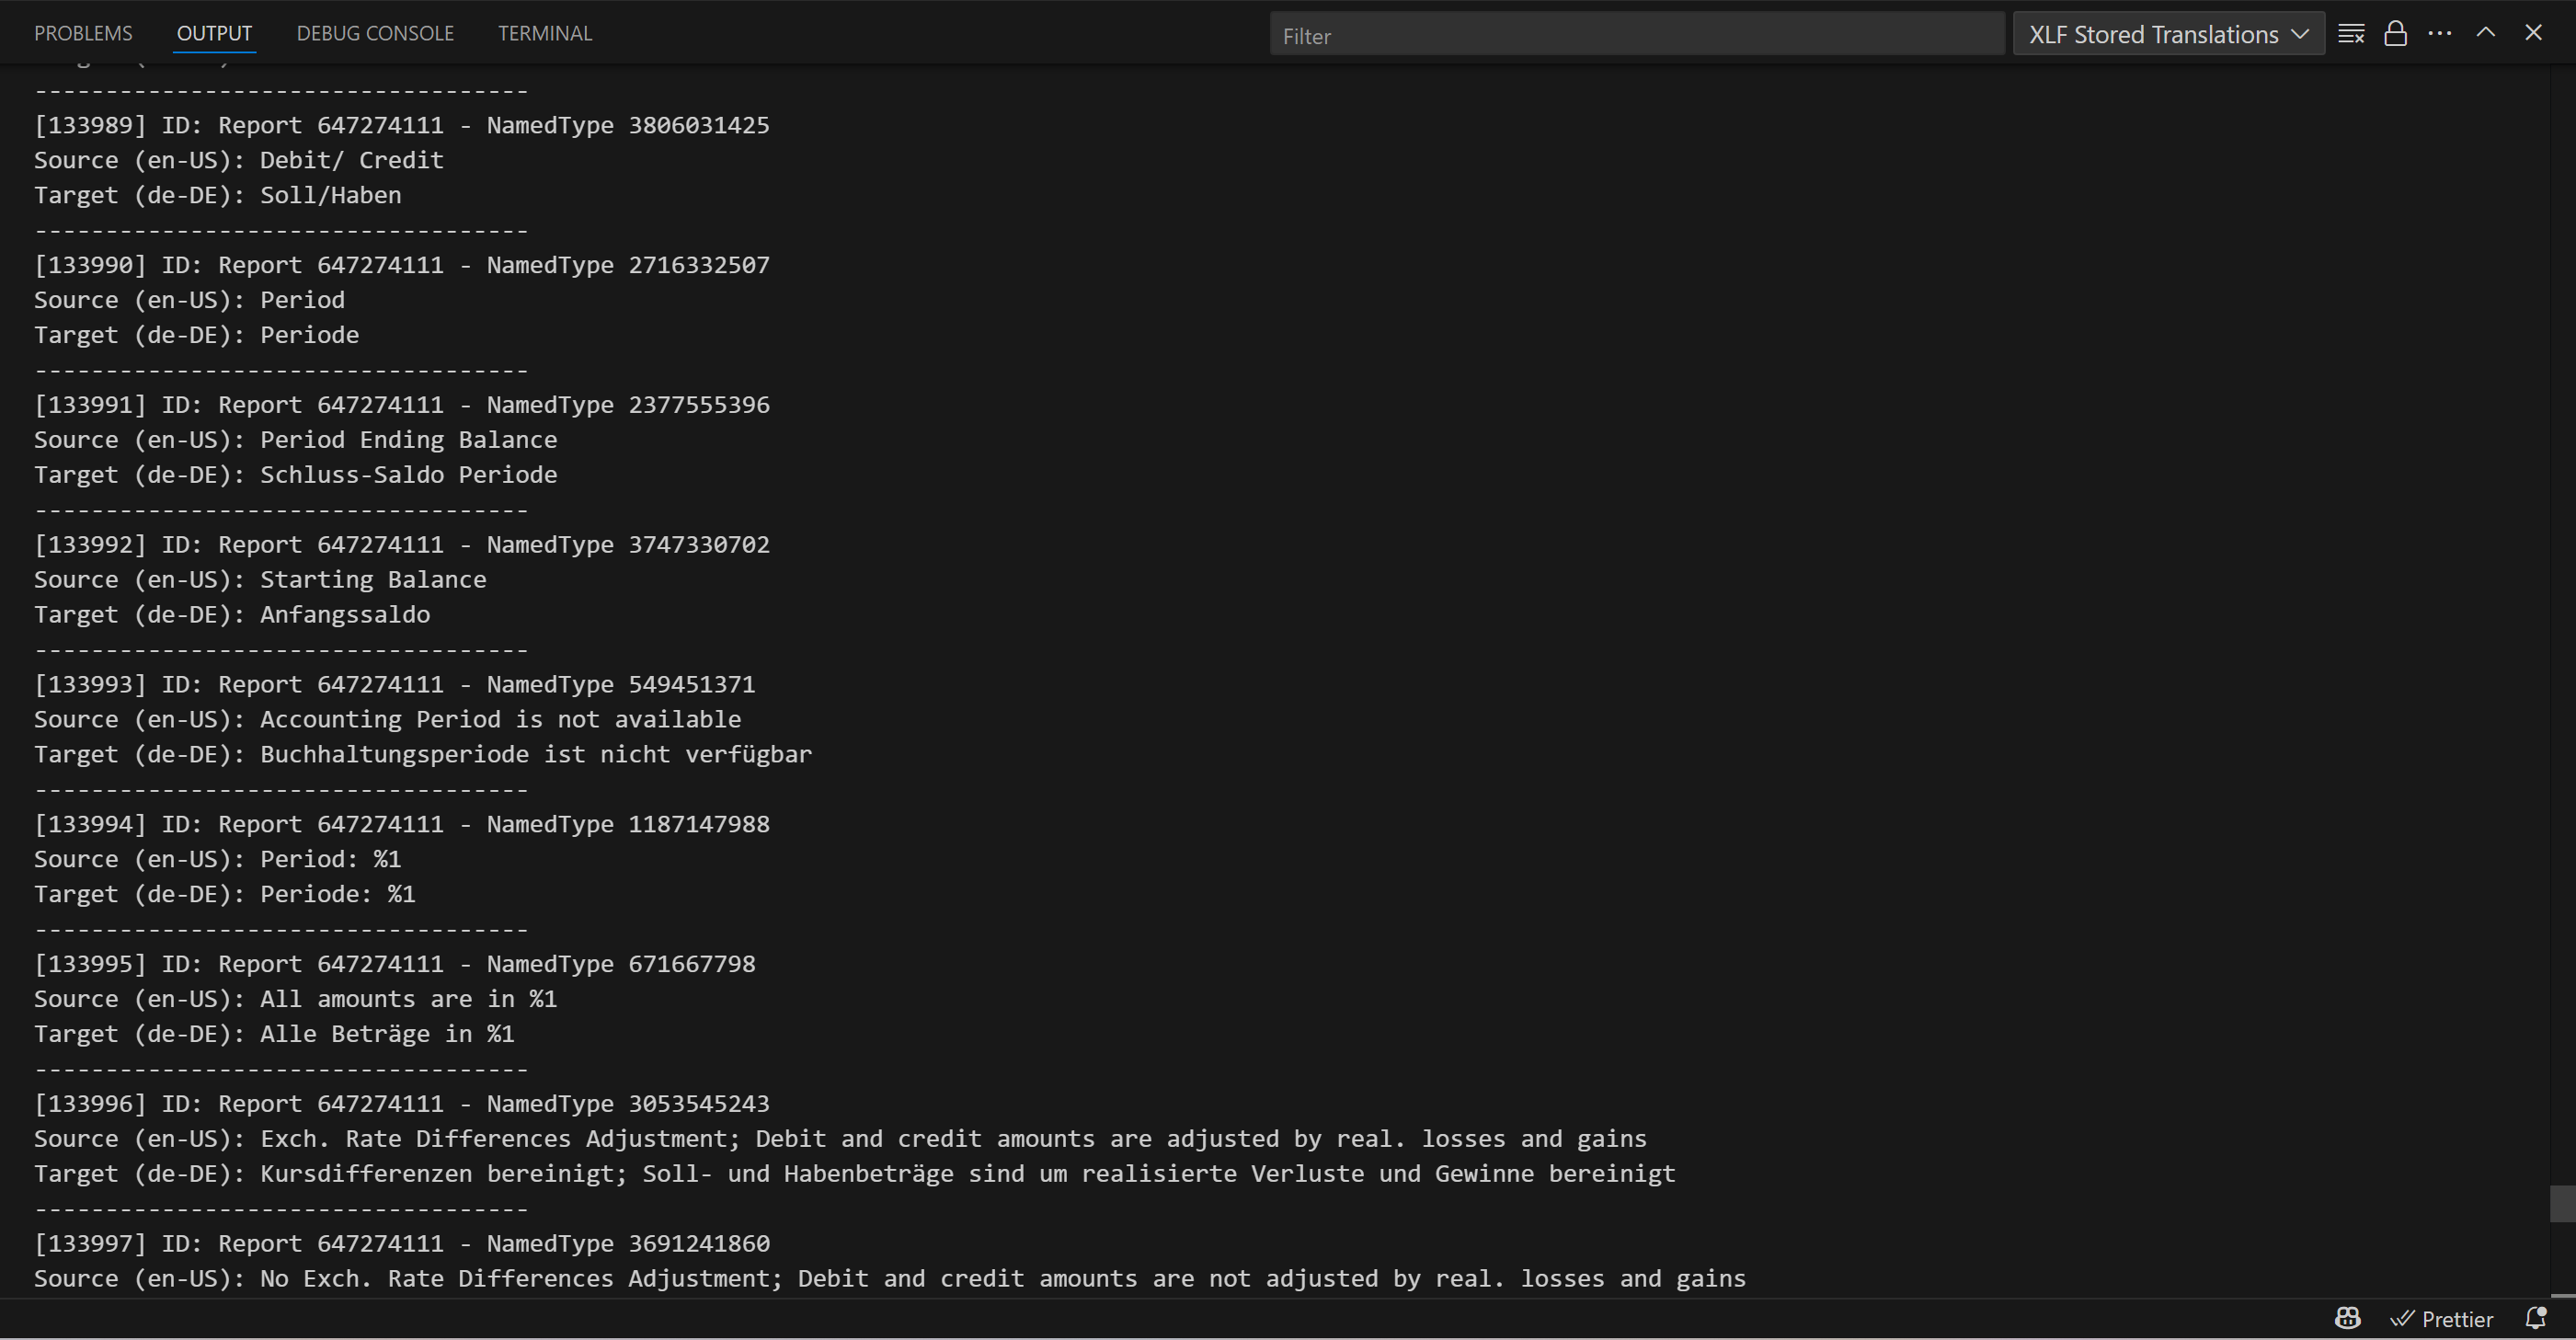 PROBLEMS OUTPUT DEBUG CONSOLE TERMINAL Filter XLF Stored Translations
-----------------------------------
[133989] ID: Report 647274111 - NamedType 3806031425
Source (en-US): Debit/ Credit
Target (de-DE): Soll/Haben
-----------------------------------
[133990] ID: Report 647274111 - NamedType 2716332507
Source (en-US): Period
Target (de-DE): Periode
-----------------------------------
[133991] ID: Report 647274111 - NamedType 2377555396
Source (en-US): Period Ending Balance
Target (de-DE): Schluss-Saldo Periode
-----------------------------------
[133992] ID: Report 647274111 - NamedType 3747330702
Source (en-US): Starting Balance
Target (de-DE): Anfangssaldo
-----------------------------------
[133993] ID: Report 647274111 - NamedType 549451371
Source (en-US): Accounting Period is not available
Target (de-DE): Buchhaltungsperiode ist nicht verfügbar
-----------------------------------
[133994] ID: Report 647274111 - NamedType 1187147988
Source (en-US): Period: %1
Target (de-DE): Periode: %1
-----------------------------------
[133995] ID: Report 647274111 - NamedType 671667798
Source (en-US): All amounts are in %1
Target (de-DE): Alle Beträge in %1
-----------------------------------
[133996] ID: Report 647274111 - NamedType 3053545243
Source (en-US): Exch. Rate Differences Adjustment; Debit and credit amounts are adjusted by real. losses and gains
Target (de-DE): Kursdifferenzen bereinigt; Soll- und Habenbeträge sind um realisierte Verluste und Gewinne bereinigt
-----------------------------------
[133997] ID: Report 647274111 - NamedType 3691241860
Source (en-US): No Exch. Rate Differences Adjustment; Debit and credit amounts are not adjusted by real. losses and gains
Prettier